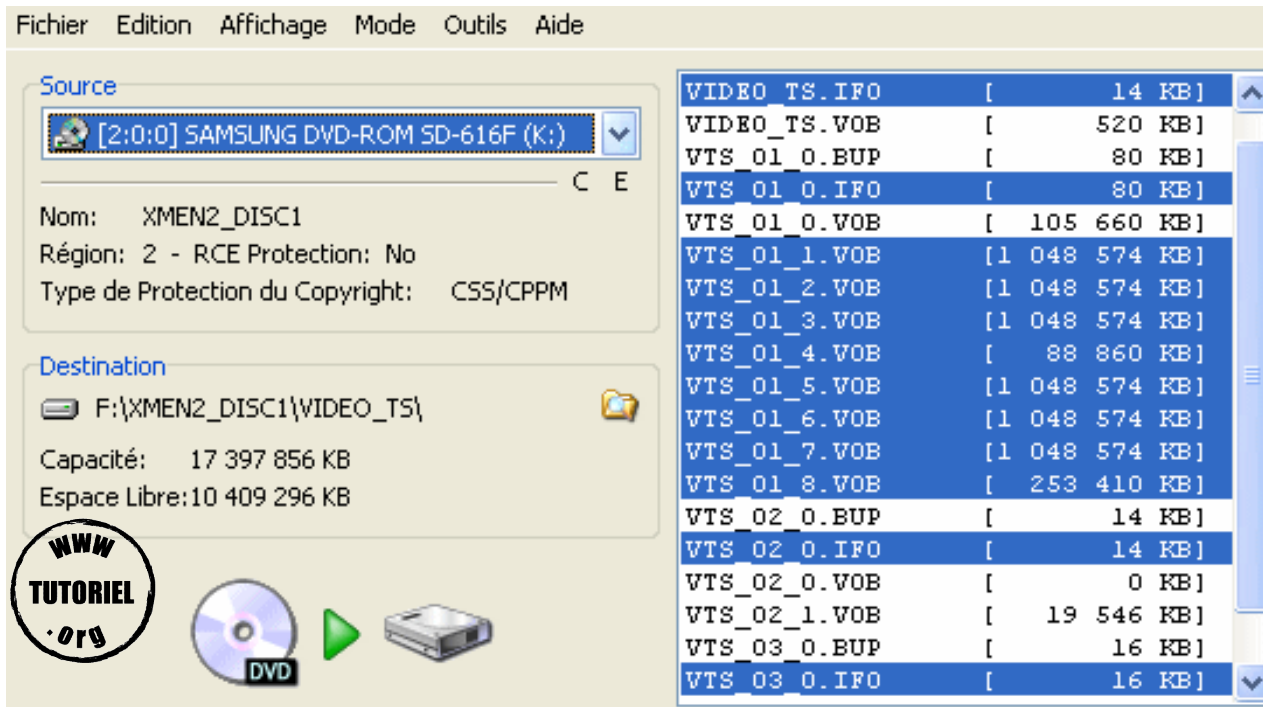 Fichier Edition Affichage Mode Outils Aide
Source
[2:0:0] SAMSUNG DVD-ROM SD-616F (K:)
C E
Nom: XMEN2_DISC1
Région: 2 - RCE Protection: No
Type de Protection du Copyright: CSS/CPPM
Destination
F:\XMEN2_DISC1\VIDEO_TS\
Capacité: 17 397 856 KB
Espace Libre:10 409 296 KB
WWW
TUTORIEL
.org
DVD
VIDEO_TS.IFO [ 14 KB]
VIDEO_TS.VOB [ 520 KB]
VTS_01_0.BUP [ 80 KB]
VTS_01_0.IFO [ 80 KB]
VTS_01_0.VOB [ 105 660 KB]
VTS_01_1.VOB [1 048 574 KB]
VTS_01_2.VOB [1 048 574 KB]
VTS_01_3.VOB [1 048 574 KB]
VTS_01_4.VOB [ 88 860 KB]
VTS_01_5.VOB [1 048 574 KB]
VTS_01_6.VOB [1 048 574 KB]
VTS_01_7.VOB [1 048 574 KB]
VTS_01_8.VOB [ 253 410 KB]
VTS_02_0.BUP [ 14 KB]
VTS_02_0.IFO [ 14 KB]
VTS_02_0.VOB [ 0 KB]
VTS_02_1.VOB [ 19 546 KB]
VTS_03_0.BUP [ 16 KB]
VTS_03_0.IFO [ 16 KB]